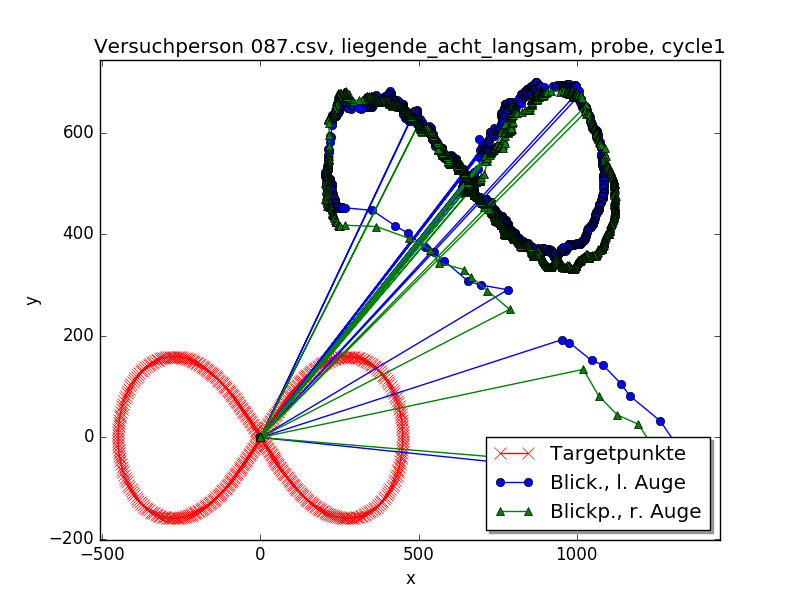 Versuchperson 087.csv, liegende_acht_langsam, probe, cycle1
y
600
400
200
0
−200
−500
0
500
1000
x
Targetpunkte
Blick., l. Auge
Blickp., r. Auge